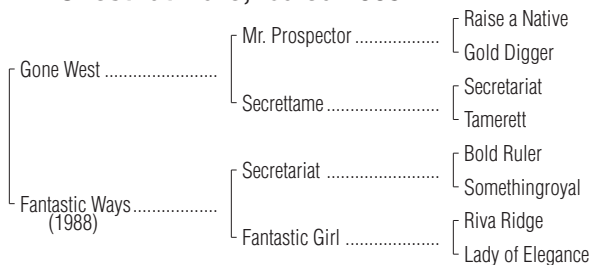 Raise a Native
Mr. Prospector
Gold Digger
Gone West
Secretariat
Secrettame
Tamerett
Bold Ruler
Secretariat
Somethingroyal
Fantastic Ways
(1988)
Riva Ridge
Fantastic Girl
Lady of Elegance